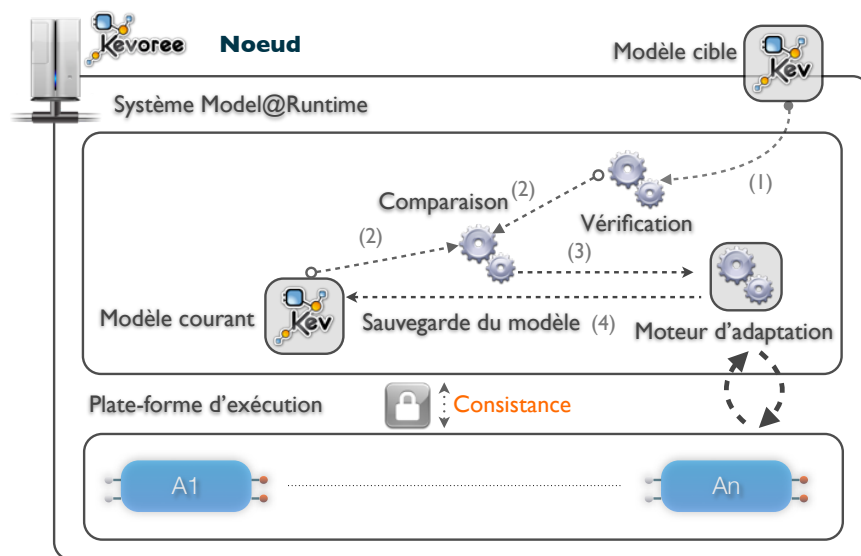 Kevoree
Noeud
Modèle cible
Kev
Système Model@Runtime
(1)
(2)
Comparaison
Vérification
(2)
(3)
Modèle courant
Kev
Sauvegarde du modèle (4)
Moteur d'adaptation
Plate-forme d'exécution
Consistance
A1
An